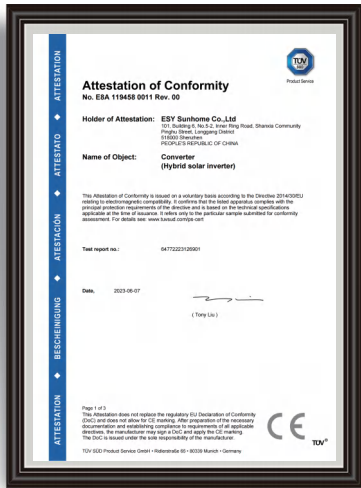 TÜV
SÜD
Product Service
Attestation of Conformity
No. E8A 119458 0011 Rev. 00
Holder of Attestation: ESY Sunhome Co.,Ltd
101, Building 6, No.5-2, Inner Ring Road, Shanxia Community
Pinghu Street, Longgang District
518000 Shenzhen
PEOPLE'S REPUBLIC OF CHINA
Name of Object: Converter
(Hybrid solar inverter)
This Attestation of Conformity is issued on a voluntary basis according to the Directive 2014/30/EU
relating to electromagnetic compatibility. It confirms that the listed apparatus complies with the
principal protection requirements of the directive and is based on the technical specifications
applicable at the time of issuance. It refers only to the particular sample submitted for conformity
assessment. For details see: www.tuvsud.com/ps-cert
Test report no.: 64772223126901
Date, 2023-06-07
( Tony Liu )
Page 1 of 3
This Attestation does not replace the regulatory EU Declaration of Conformity
(DoC) and does not allow for CE marking. After preparation of the necessary
documentation and establishing compliance to requirements of all applicable
directives, the manufacturer may sign a DoC and apply the CE marking.
The DoC is issued under the sole responsibility of the manufacturer.
CE
TÜV®
TÜV SÜD Product Service GmbH • Ridlerstraße 65 • 80339 Munich • Germany
ATTESTATION ◆ BESCHEINIGUNG ◆ ATESTACIÓN ◆ ATTESTATO ◆ ATTESTATION